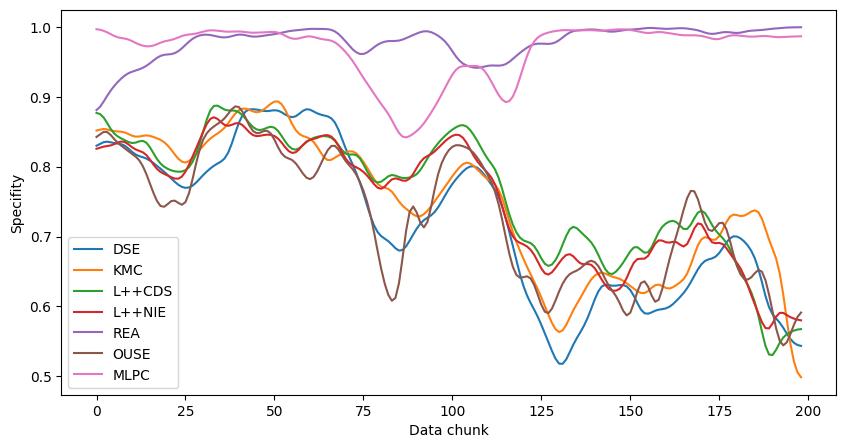 1.0
0.9
0.8
0.7
0.6
0.5
Specifity
DSE
KMC
L++CDS
L++NIE
REA
OUSE
MLPC
0 25 50 75 100 125 150 175 200
Data chunk